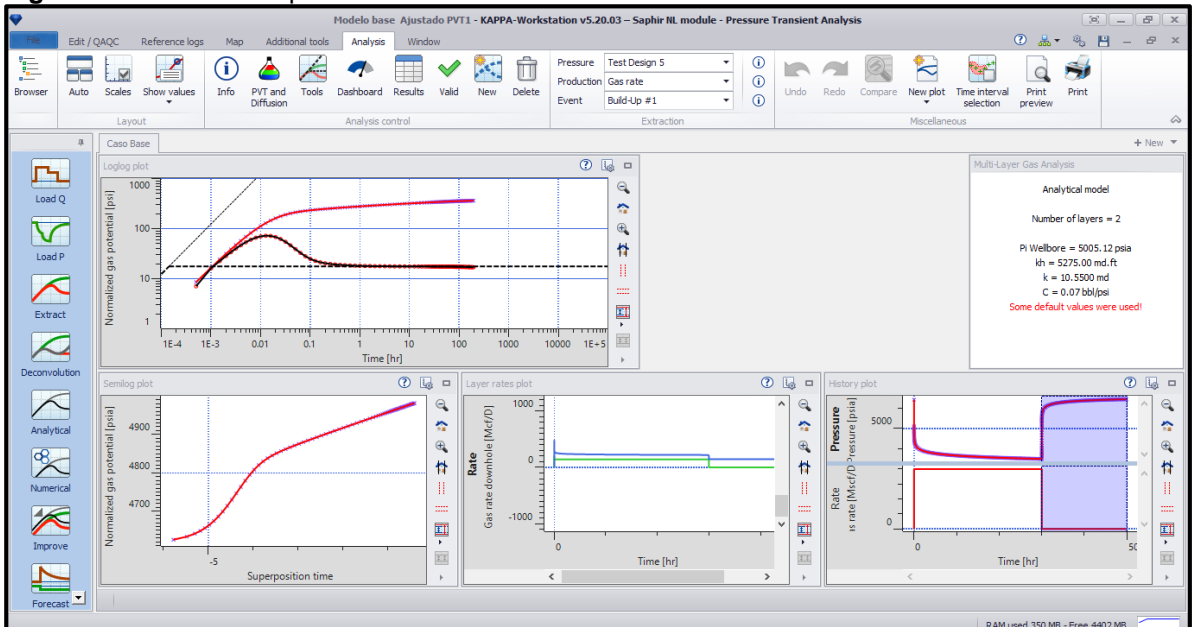 Modelo base Ajustado PVT1 - KAPPA-Workstation v5.20.03 – Saphir NL module - Pressure Transient Analysis
File Edit / QAQC Reference logs Map Additional tools Analysis Window
Browser Auto Scales Show values Info PVT and Diffusion Tools Dashboard Results Valid New Delete
Pressure Test Design 5
Production Gas rate
Event Build-Up #1
Undo Redo Compare New plot Time interval selection Print preview Print
Layout Analysis control Extraction Miscellaneous
Caso Base + New
Load Q
Load P
Extract
Deconvolution
Analytical
Numerical
Improve
Forecast
Loglog plot
Normalized gas potential [psi]
1000
100
10
1
1E-4 1E-3 0.01 0.1 1 10 100 1000 10000 1E+5
Time [hr]
Multi-Layer Gas Analysis
Analytical model
Number of layers = 2
Pi Wellbore = 5005.12 psia
kh = 5275.00 md.ft
k = 10.5500 md
C = 0.07 bbl/psi
Some default values were used!
Semilog plot
Normalized gas potential [psi]
4900
4800
4700
-5
Superposition time
Layer rates plot
Rate
Gas rate downhole [Mcf/D]
1000
0
-1000
0
Time [hr]
History plot
Pressure
Pressure [psia]
5000
Rate
rate [Mscf/D]
0
0 50
Time [hr]
RAM used 350 MB - Free 4402 MB